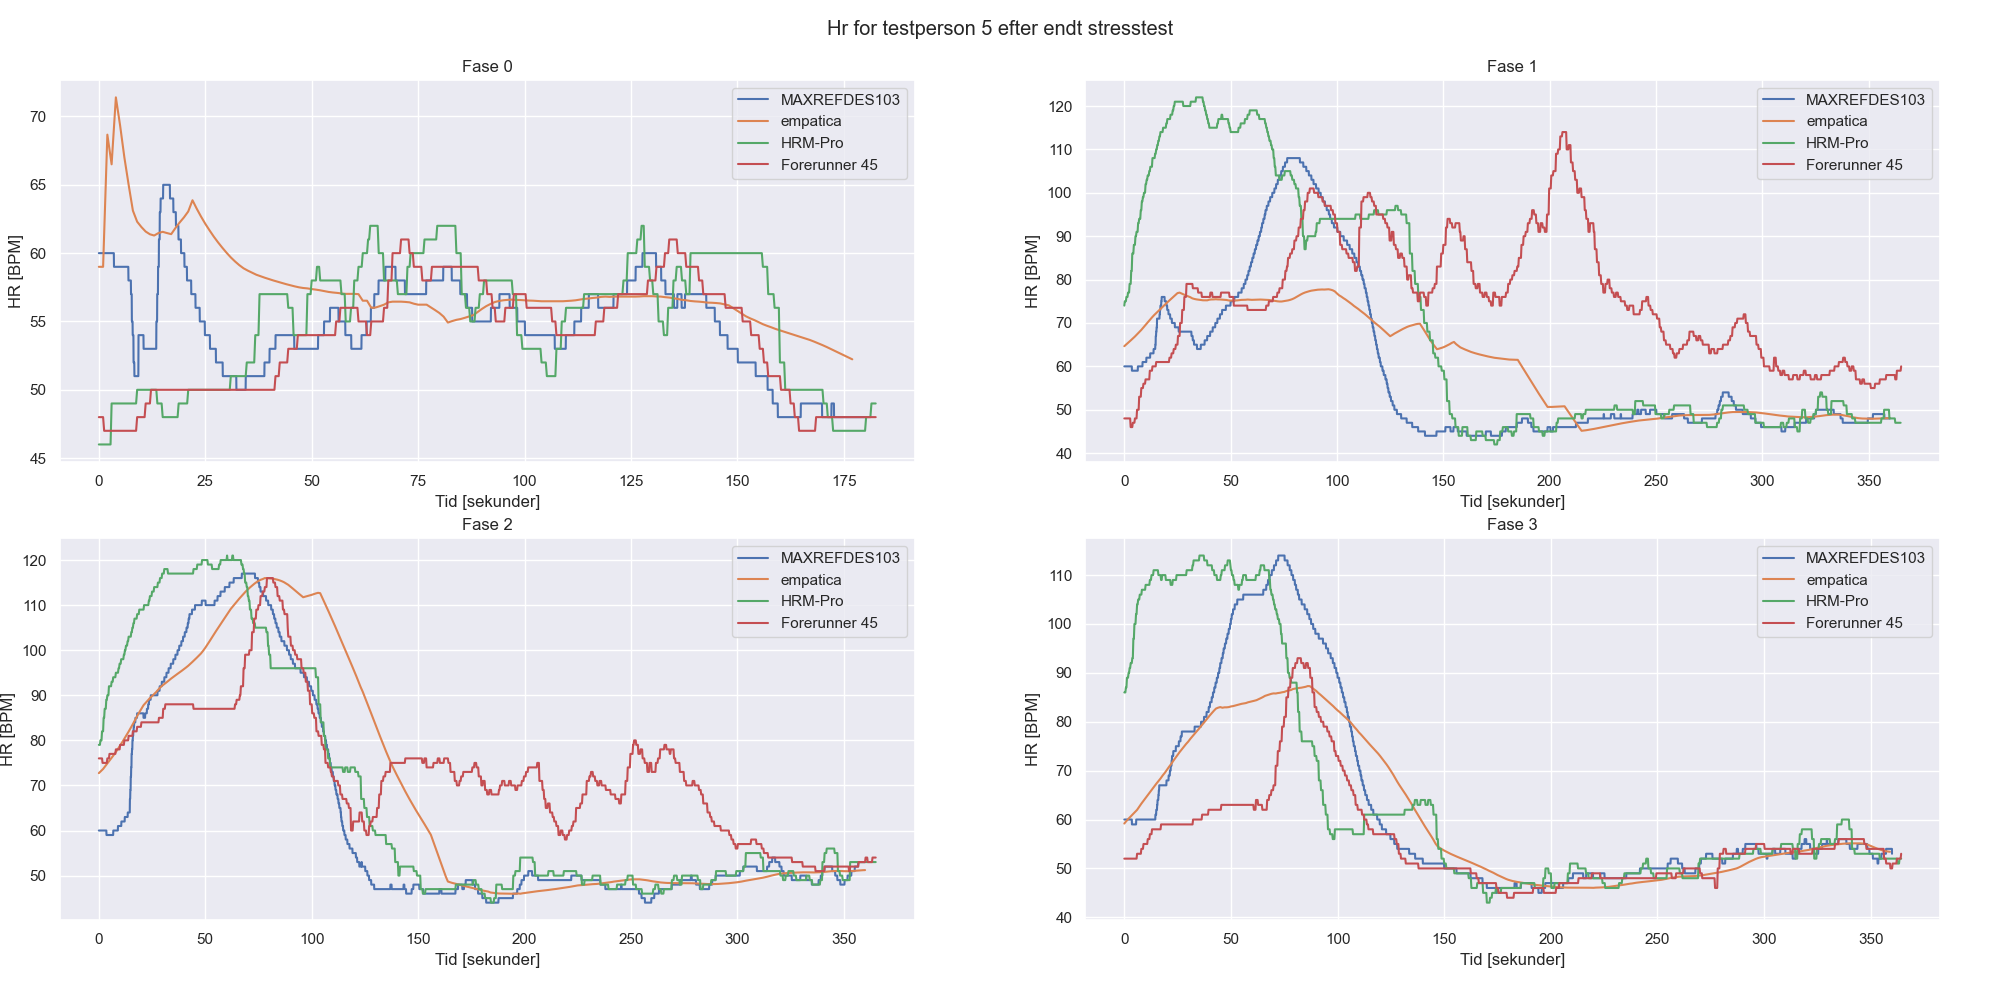 Hr for testperson 5 efter endt stresstest
Fase 0
HR [BPM]
70
65
60
55
50
45
MAXREFDES103
empatica
HRM-Pro
Forerunner 45
0 25 50 75 100 125 150 175
Tid [sekunder]
Fase 1
HR [BPM]
120
110
100
90
80
70
60
50
40
MAXREFDES103
empatica
HRM-Pro
Forerunner 45
0 50 100 150 200 250 300 350
Tid [sekunder]
Fase 2
HR [BPM]
120
110
100
90
80
70
60
50
MAXREFDES103
empatica
HRM-Pro
Forerunner 45
0 50 100 150 200 250 300 350
Tid [sekunder]
Fase 3
HR [BPM]
110
100
90
80
70
60
50
40
MAXREFDES103
empatica
HRM-Pro
Forerunner 45
0 50 100 150 200 250 300 350
Tid [sekunder]